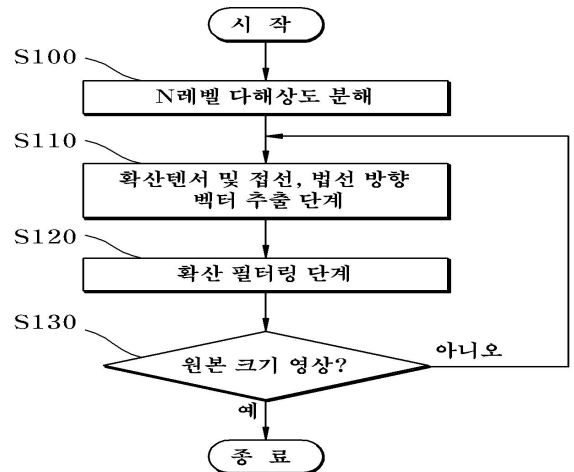 시 작
S100
N레벨 다해상도 분해
S110
확산텐서 및 접선, 법선 방향
벡터 추출 단계
S120
확산 필터링 단계
S130
원본 크기 영상?
아니오
예
종 료